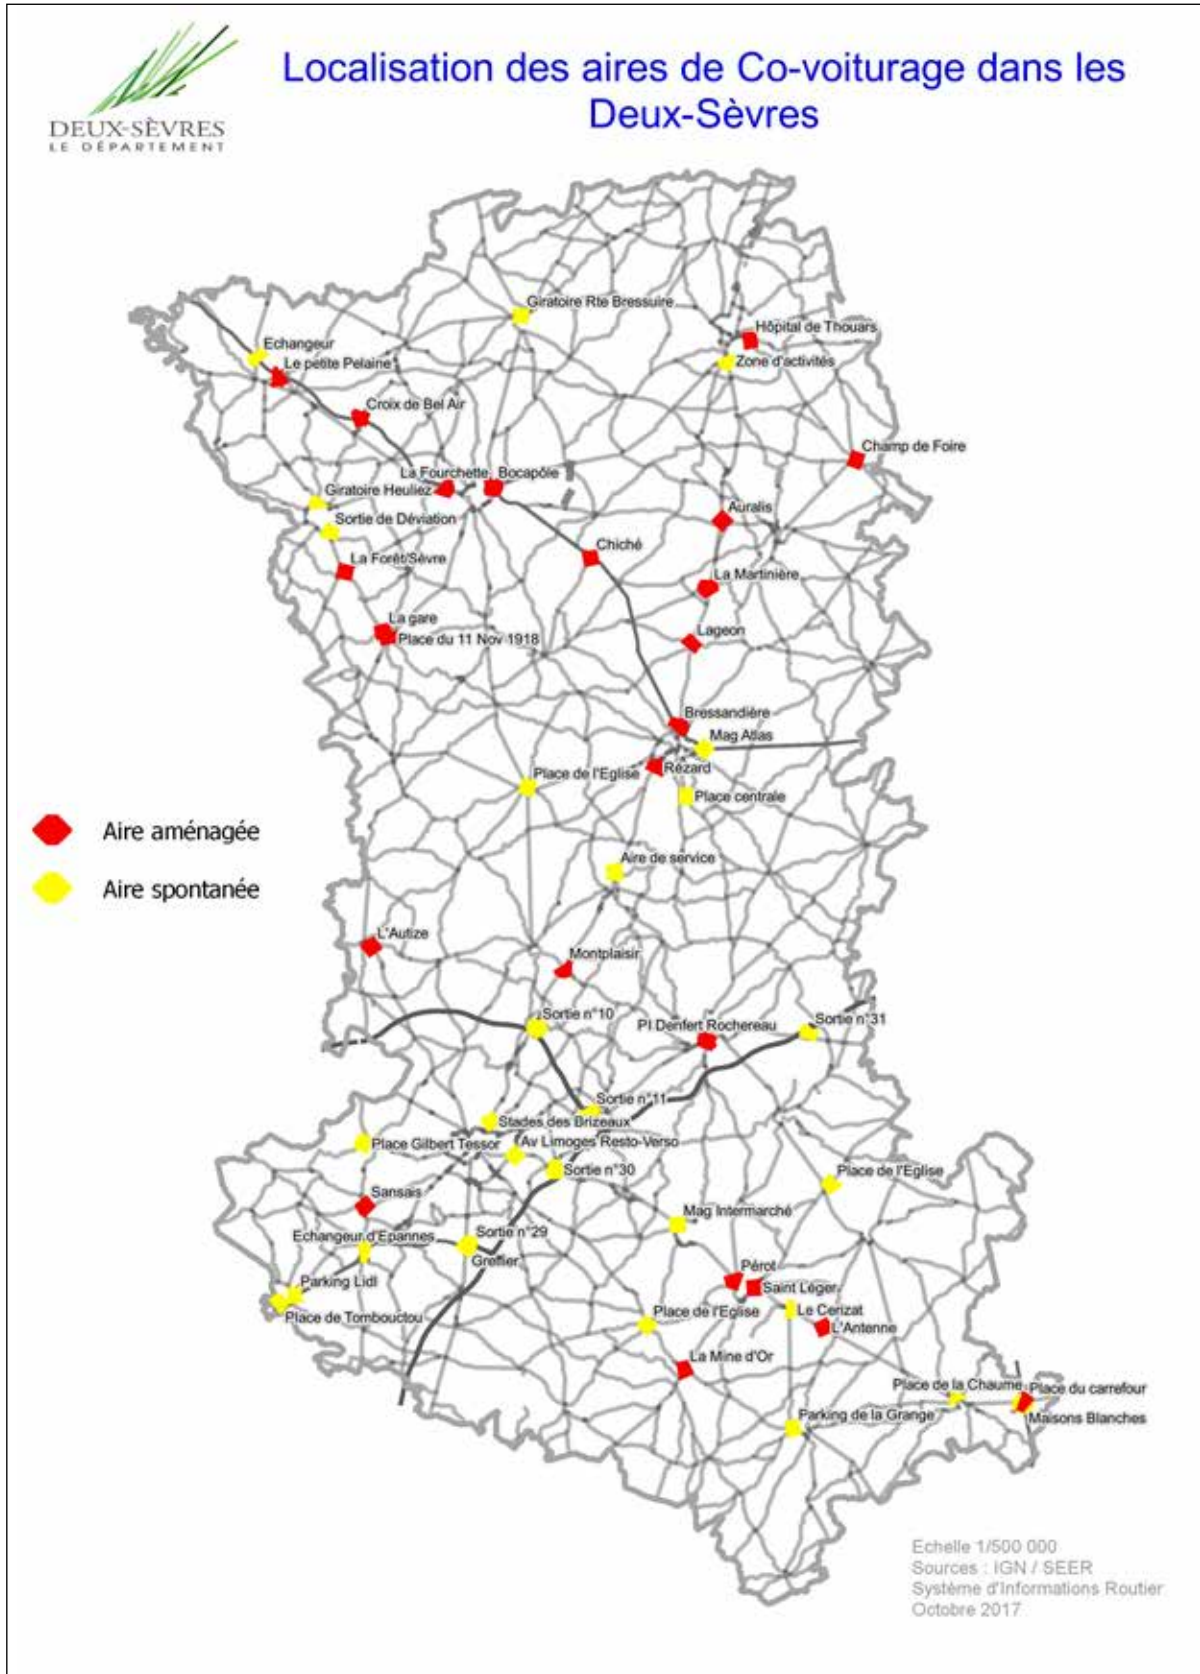 Localisation des aires de Co-voiturage dans les
Deux-Sèvres
DEUX-SÈVRES
LE DÉPARTEMENT
Giratoire Rte Bressuire
Hôpital de Thouars
Echangeur
Zone d'activités
Le petite Pelaine
Croix de Bel Air
Champ de Foire
La Fourchette
Bocapôle
Giratoire Heuliez
Auralis
Sortie de Déviation
Chiché
La Forêt/Sèvre
La Martinière
La gare
Place du 11 Nov 1918
Lageon
Bressandière
Mag Atlas
Place de l'Eglise
Rézard
Place centrale
Aire aménagée
Aire de service
Aire spontanée
L'Autize
Montplaisir
Sortie n°10
Pl Denfert Rochereau
Sortie n°31
Sortie n°11
Stades des Brizeaux
Place Gilbert Tessor
Av Limoges Resto-Verso
Sortie n°30
Place de l'Eglise
Sansais
Mag Intermarché
Echangeur d'Epannes
Sortie n°29
Greffier
Pérot
Parking Lidl
Saint Léger
Place de Tombouctou
Place de l'Eglise
Le Cerizat
L'Antenne
La Mine d'Or
Place de la Chaume
Place du carrefour
Parking de la Grange
Maisons Blanches
Echelle 1/500 000
Sources : IGN / SEER
Système d'Informations Routier
Octobre 2017